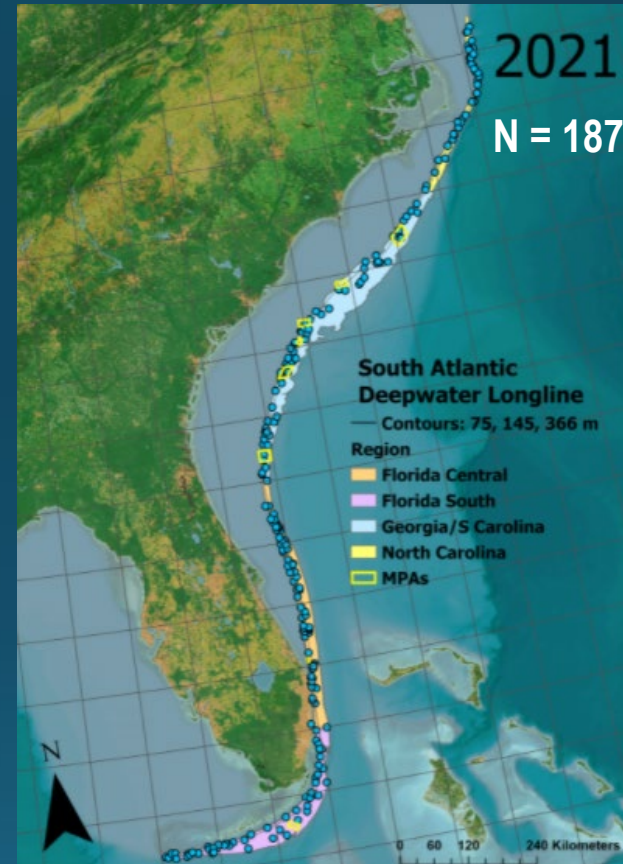 2021
N = 187
South Atlantic
Deepwater Longline
Contours: 75, 145, 366 m
Region
Florida Central
Florida South
Georgia/S Carolina
North Carolina
MPAs
N
0 60 120 240 Kilometers